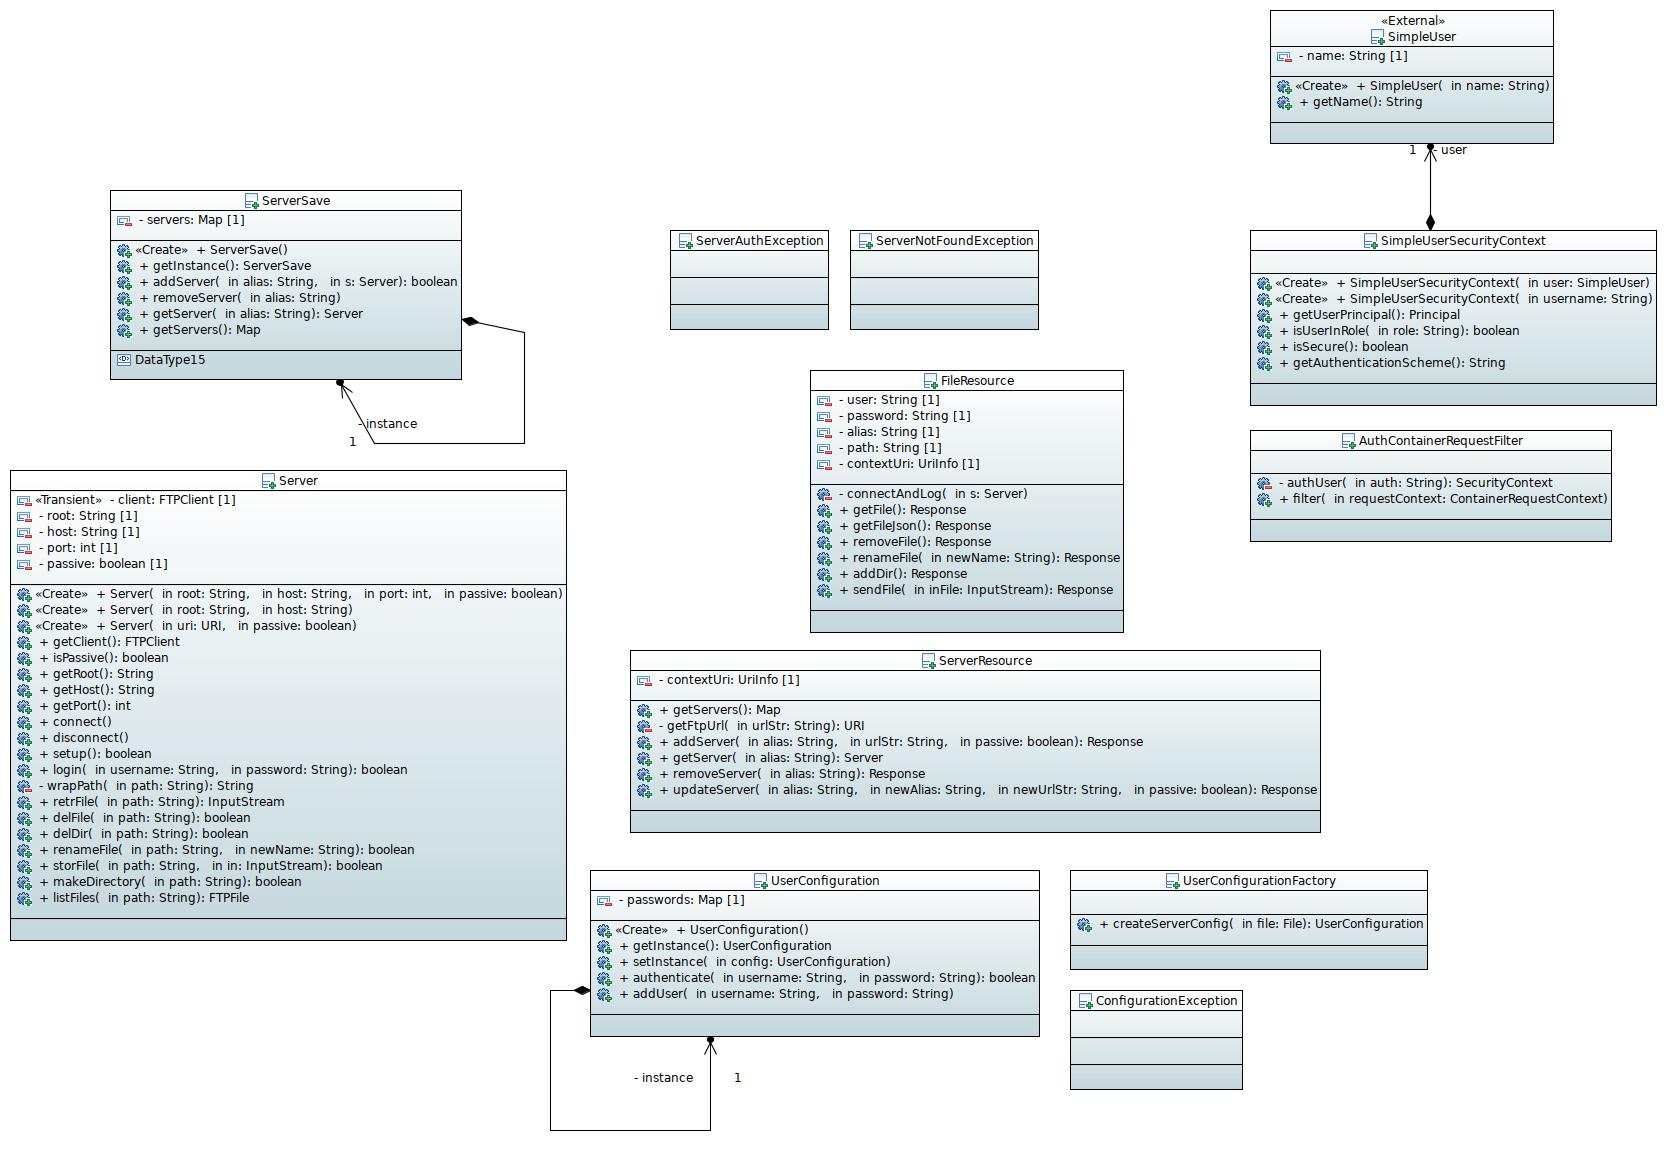 «External»
SimpleUser
- name: String [1]
«Create» + SimpleUser( in name: String)
+ getName(): String
1 - user
ServerSave
- servers: Map [1]
«Create» + ServerSave()
+ getInstance(): ServerSave
+ addServer( in alias: String, in s: Server): boolean
+ removeServer( in alias: String)
+ getServer( in alias: String): Server
+ getServers(): Map
DataType15
- instance
1
ServerAuthException
ServerNotFoundException
SimpleUserSecurityContext
«Create» + SimpleUserSecurityContext( in user: SimpleUser)
«Create» + SimpleUserSecurityContext( in username: String)
+ getUserPrincipal(): Principal
+ isUserInRole( in role: String): boolean
+ isSecure(): boolean
+ getAuthenticationScheme(): String
FileResource
- user: String [1]
- password: String [1]
- alias: String [1]
- path: String [1]
- contextUri: UriInfo [1]
- connectAndLog( in s: Server)
+ getFile(): Response
+ getFileJson(): Response
+ removeFile(): Response
+ renameFile( in newName: String): Response
+ addDir(): Response
+ sendFile( in inFile: InputStream): Response
AuthContainerRequestFilter
- authUser( in auth: String): SecurityContext
+ filter( in requestContext: ContainerRequestContext)
Server
«Transient» - client: FTPClient [1]
- root: String [1]
- host: String [1]
- port: int [1]
- passive: boolean [1]
«Create» + Server( in root: String, in host: String, in port: int, in passive: boolean)
«Create» + Server( in root: String, in host: String)
«Create» + Server( in uri: URI, in passive: boolean)
+ getClient(): FTPClient
+ isPassive(): boolean
+ getRoot(): String
+ getHost(): String
+ getPort(): int
+ connect()
+ disconnect()
+ setup(): boolean
+ login( in username: String, in password: String): boolean
- wrapPath( in path: String): String
+ retrFile( in path: String): InputStream
+ delFile( in path: String): boolean
+ delDir( in path: String): boolean
+ renameFile( in path: String, in newName: String): boolean
+ storFile( in path: String, in in: InputStream): boolean
+ makeDirectory( in path: String): boolean
+ listFiles( in path: String): FTPFile
ServerResource
- contextUri: UriInfo [1]
+ getServers(): Map
- getFtpUrl( in urlStr: String): URI
+ addServer( in alias: String, in urlStr: String, in passive: boolean): Response
+ getServer( in alias: String): Server
+ removeServer( in alias: String): Response
+ updateServer( in alias: String, in newAlias: String, in newUrlStr: String, in passive: boolean): Response
UserConfiguration
- passwords: Map [1]
«Create» + UserConfiguration()
+ getInstance(): UserConfiguration
+ setInstance( in config: UserConfiguration)
+ authenticate( in username: String, in password: String): boolean
+ addUser( in username: String, in password: String)
- instance 1
UserConfigurationFactory
+ createServerConfig( in file: File): UserConfiguration
ConfigurationException